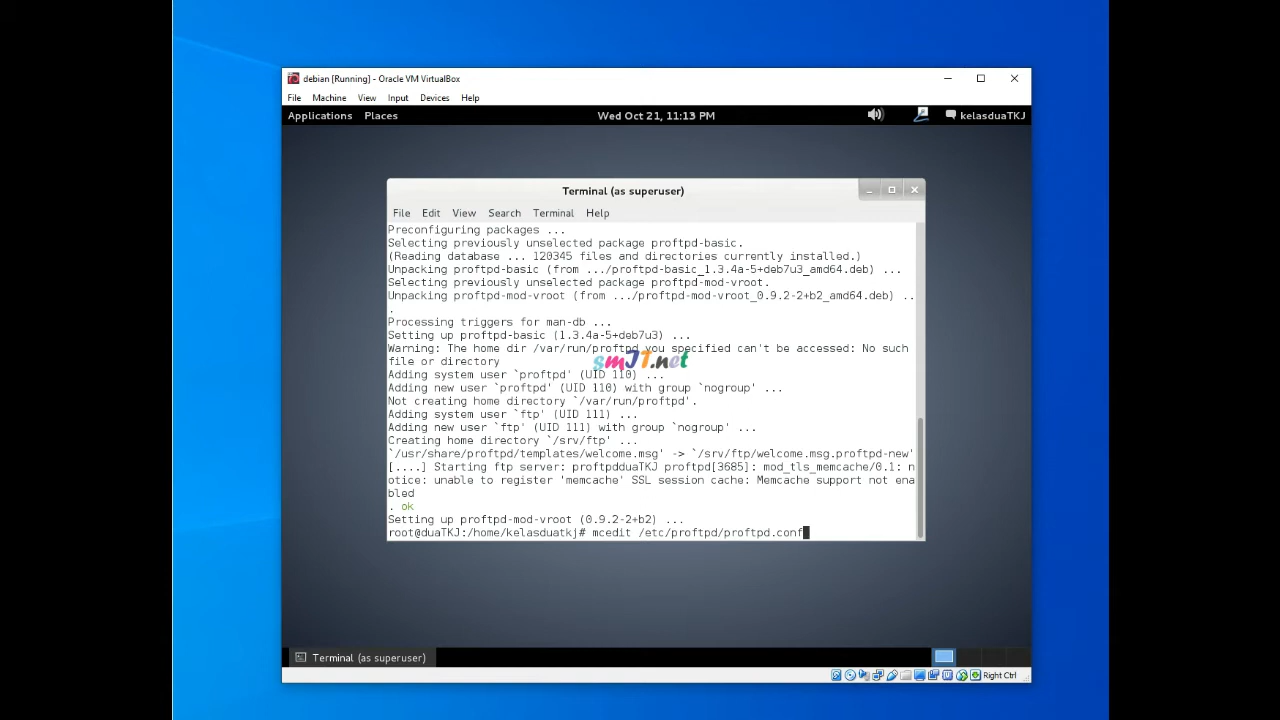 debian [Running] - Oracle VM VirtualBox
File Machine View Input Devices Help
Applications Places Wed Oct 21, 11:13 PM kelasduaTKJ
Terminal (as superuser)
File Edit View Search Terminal Help
Preconfiguring packages ...
Selecting previously unselected package proftpd-basic.
(Reading database ... 120345 files and directories currently installed.)
Unpacking proftpd-basic (from .../proftpd-basic_1.3.4a-5+deb7u3_amd64.deb) ...
Selecting previously unselected package proftpd-mod-vroot.
Unpacking proftpd-mod-vroot (from .../proftpd-mod-vroot_0.9.2-2+b2_amd64.deb) ..
.
Processing triggers for man-db ...
Setting up proftpd-basic (1.3.4a-5+deb7u3) ...
Warning: The home dir /var/run/proftpd you specified can't be accessed: No such
file or directory
smIT.net
Adding system user `proftpd' (UID 110) ...
Adding new user `proftpd' (UID 110) with group `nogroup' ...
Not creating home directory `/var/run/proftpd'.
Adding system user `ftp' (UID 111) ...
Adding new user `ftp' (UID 111) with group `nogroup' ...
Creating home directory `/srv/ftp' ...
`/usr/share/proftpd/templates/welcome.msg' -> `/srv/ftp/welcome.msg.proftpd-new'
[....] Starting ftp server: proftpdduaTKJ proftpd[3685]: mod_tls_memcache/0.1: n
otice: unable to register 'memcache' SSL session cache: Memcache support not ena
bled
. ok
Setting up proftpd-mod-vroot (0.9.2-2+b2) ...
root@duaTKJ:/home/kelasduatkj# mcedit /etc/proftpd/proftpd.conf
Terminal (as superuser)
Right Ctrl